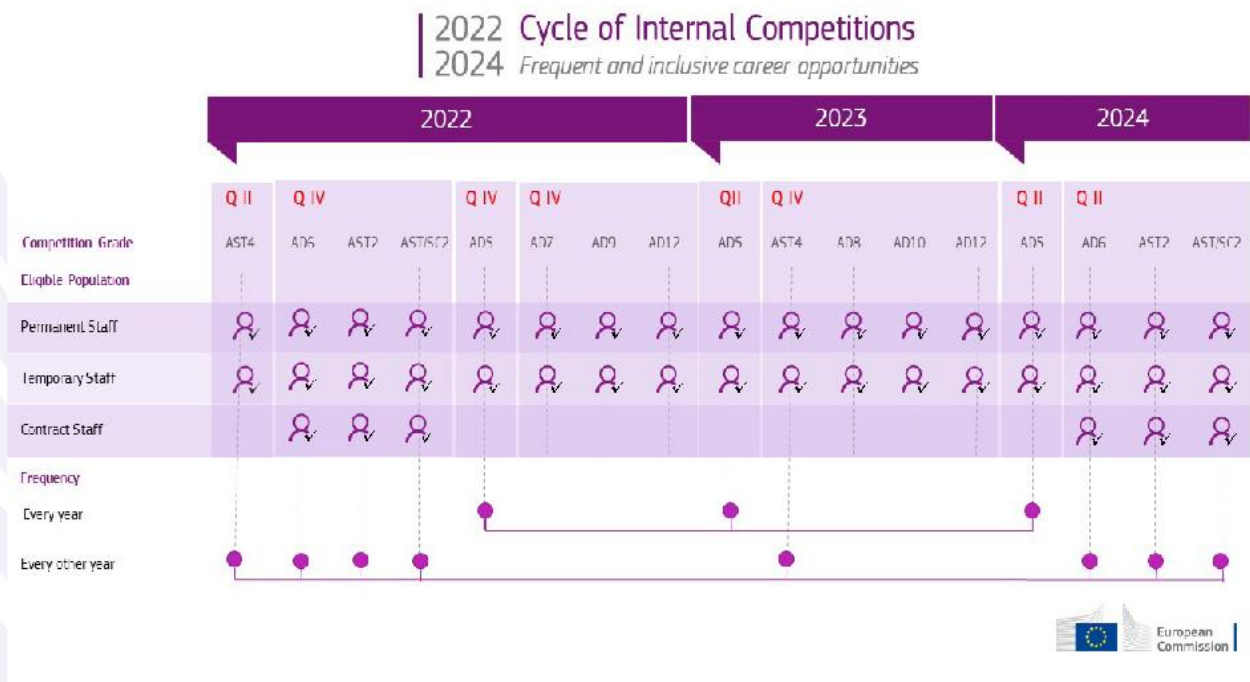 2022 Cycle of Internal Competitions
2024 Frequent and inclusive career opportunities
2022 2023 2024
Q II Q IV Q IV Q IV QII Q IV Q II Q II
Competition Grade AST4 AD6 AST2 AST/SC2 AD5 AD7 AD9 AD12 AD5 AST4 AD8 AD10 AD12 AD5 AD6 AST2 AST/SC2
Eligible Population
Permanent Staff
Temporary Staff
Contract Staff
Frequency
Every year
Every other year
European
Commission